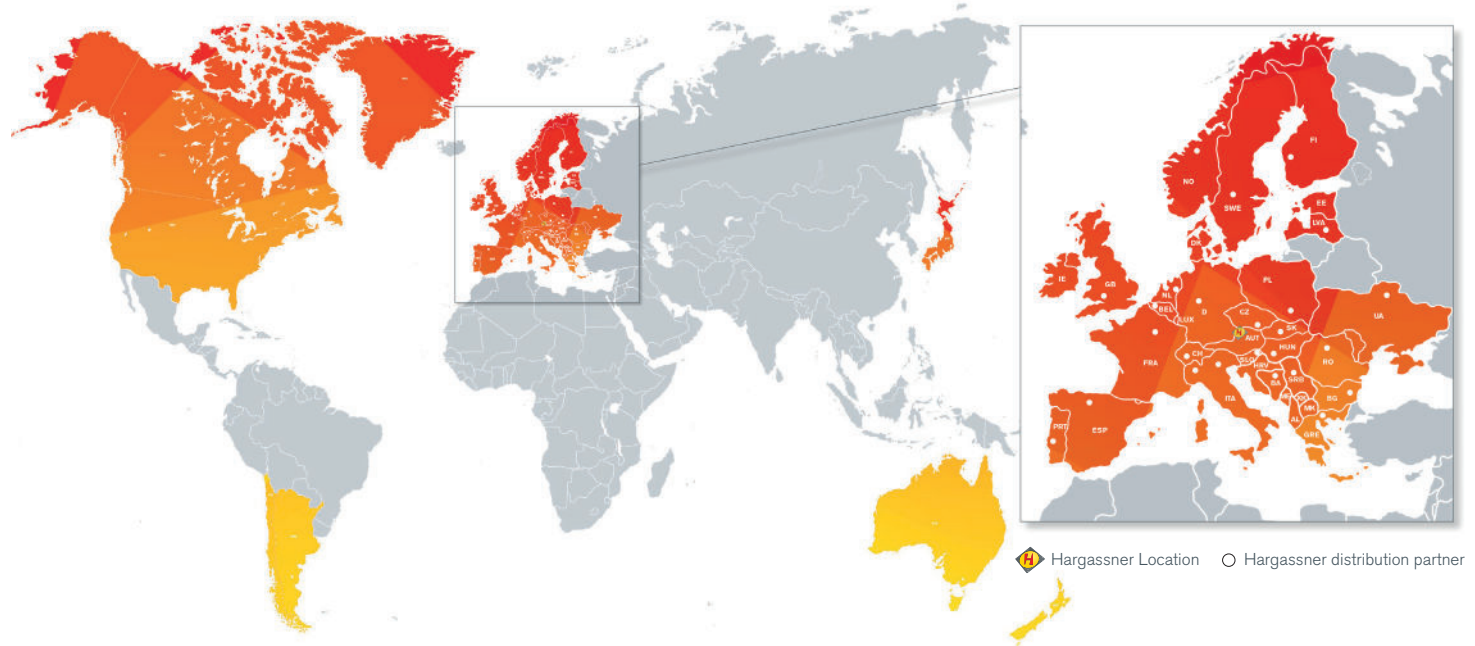 FI
NO
SWE
EE
LVA
DK
IE
GB
NL
BEL
LUX
D
PL
CZ
UA
SK
AUT
HUN
CH
SLO
HRV
RO
FRA
BA
SRB
ITA
BG
MK
AL
PRT
ESP
GRE
H Hargassner Location
Hargassner distribution partner